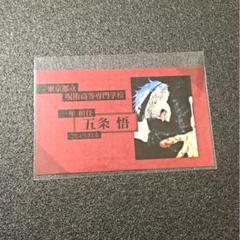 東京都立
呪術高等専門学校
一年 担任
五条 悟